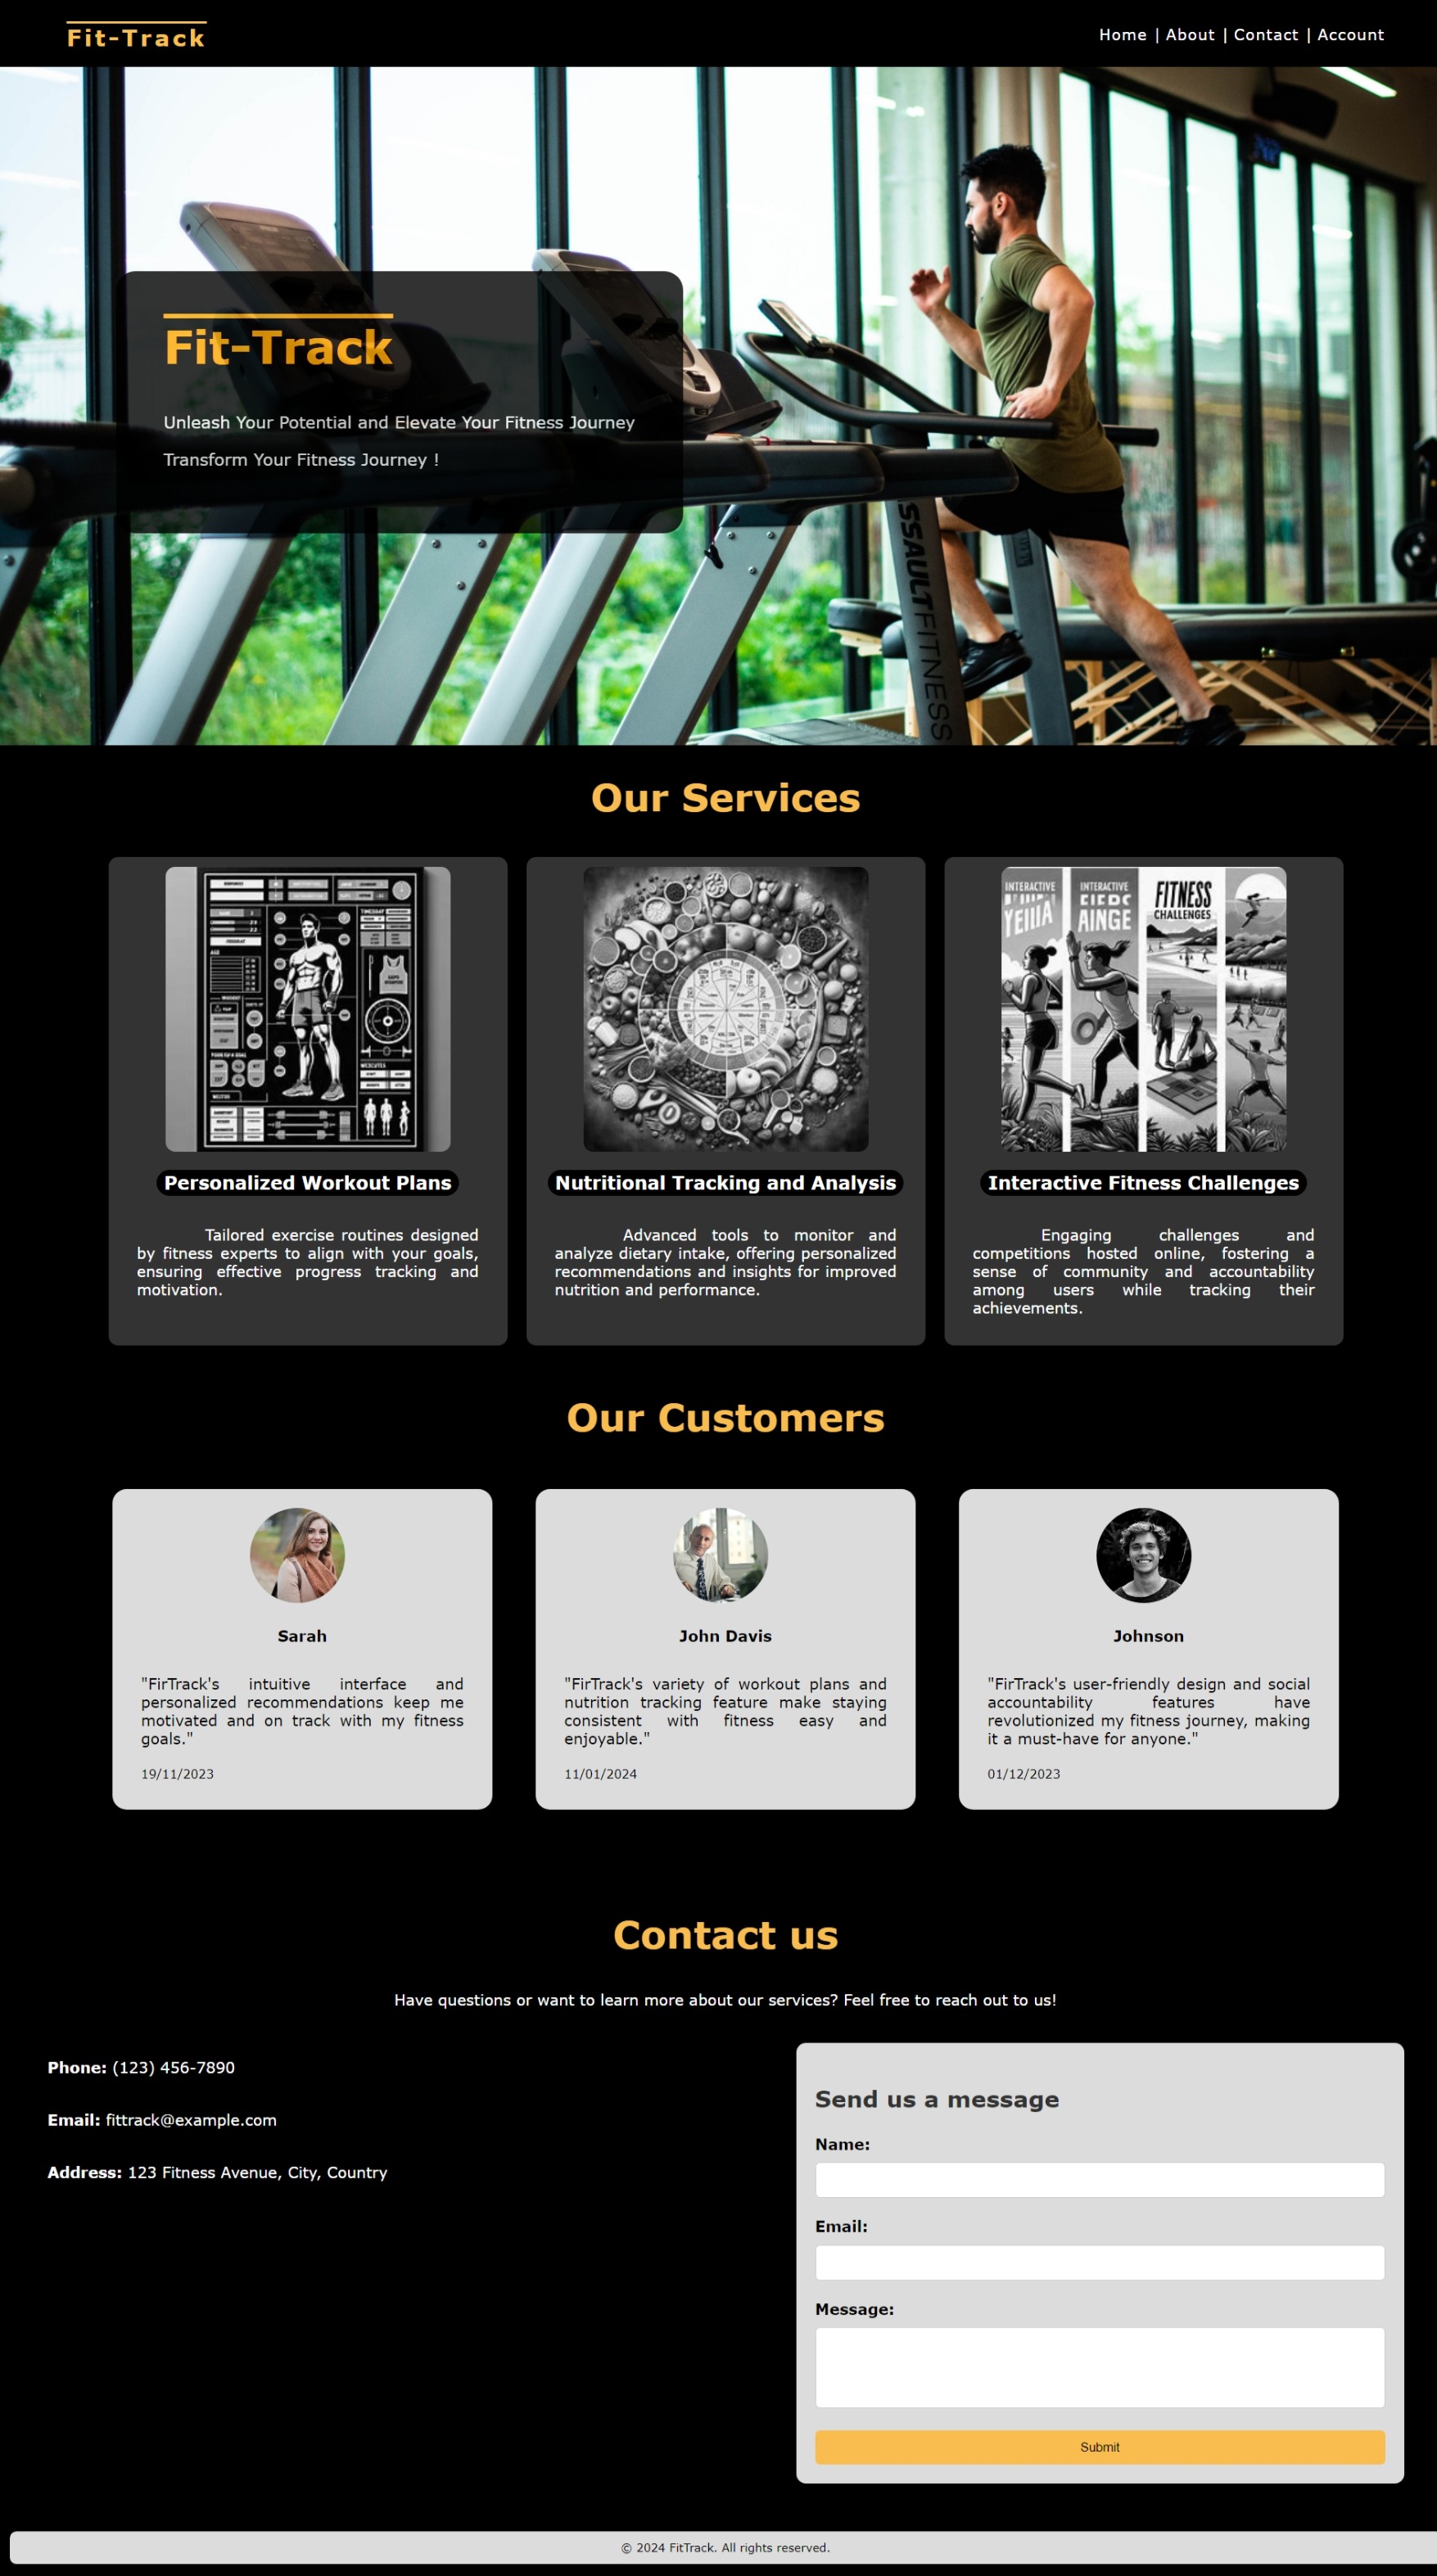 Fit-Track
Home | About | Contact | Account
Fit-Track
Unleash Your Potential and Elevate Your Fitness Journey
Transform Your Fitness Journey !
SSAULTFITNESS
Our Services
INTERACTIVE
INTERACTIVE
FITNESS
CHALLENGES
AINGE
Personalized Workout Plans
Tailored exercise routines designed
by fitness experts to align with your goals,
ensuring effective progress tracking and
motivation.
Nutritional Tracking and Analysis
Advanced tools to monitor and
analyze dietary intake, offering personalized
recommendations and insights for improved
nutrition and performance.
Interactive Fitness Challenges
Engaging challenges and
competitions hosted online, fostering a
sense of community and accountability
among users while tracking their
achievements.
Our Customers
Sarah
"FirTrack's intuitive interface and
personalized recommendations keep me
motivated and on track with my fitness
goals."
19/11/2023
John Davis
"FirTrack's variety of workout plans and
nutrition tracking feature make staying
consistent with fitness easy and
enjoyable."
11/01/2024
Johnson
"FirTrack's user-friendly design and social
accountability features have
revolutionized my fitness journey, making
it a must-have for anyone."
01/12/2023
Contact us
Have questions or want to learn more about our services? Feel free to reach out to us!
Phone: (123) 456-7890
Email: fittrack@example.com
Address: 123 Fitness Avenue, City, Country
Send us a message
Name:
Email:
Message:
Submit
© 2024 FitTrack. All rights reserved.